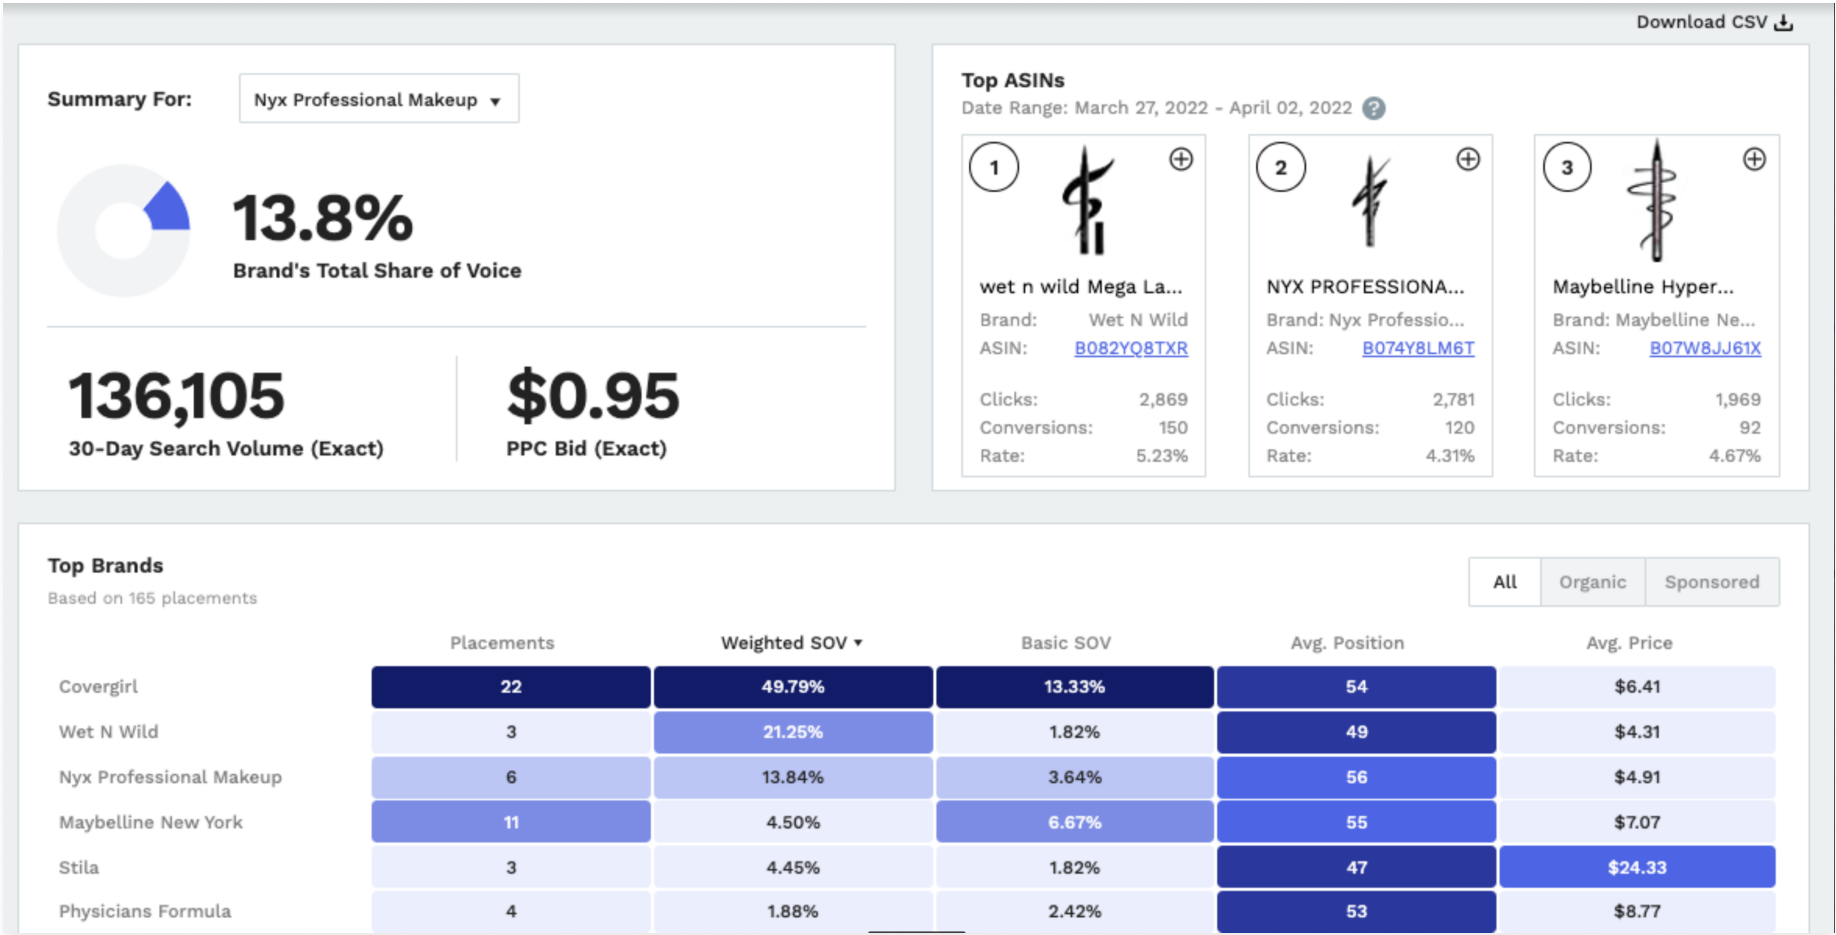 Download CSV
Summary For: Nyx Professional Makeup
13.8%
Brand's Total Share of Voice
136,105
30-Day Search Volume (Exact)
$0.95
PPC Bid (Exact)
Top ASINs
Date Range: March 27, 2022 - April 02, 2022 ?
1
wet n wild Mega La...
Brand: Wet N Wild
ASIN: B082YQ8TXR
Clicks: 2,869
Conversions: 150
Rate: 5.23%
2
NYX PROFESSIONA...
Brand: Nyx Professio...
ASIN: B074Y8LM6T
Clicks: 2,781
Conversions: 120
Rate: 4.31%
3
Maybelline Hyper...
Brand: Maybelline Ne...
ASIN: B07W8JJ61X
Clicks: 1,969
Conversions: 92
Rate: 4.67%
Top Brands
Based on 165 placements
All Organic Sponsored
Placements Weighted SOV Basic SOV Avg. Position Avg. Price
Covergirl 22 49.79% 13.33% 54 $6.41
Wet N Wild 3 21.25% 1.82% 49 $4.31
Nyx Professional Makeup 6 13.84% 3.64% 56 $4.91
Maybelline New York 11 4.50% 6.67% 55 $7.07
Stila 3 4.45% 1.82% 47 $24.33
Physicians Formula 4 1.88% 2.42% 53 $8.77